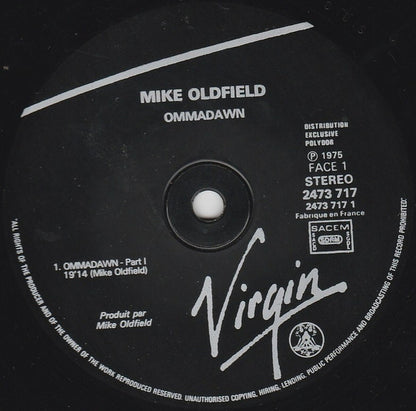 MIKE OLDFIELD
OMMADAWN
DISTRIBUTION
EXCLUSIVE
POLYDOR
℗ 1975
FACE 1
STEREO
2473 717
2473 717 1
Fabriqué en France
SACEM
SDRM
1. OMMADAWN - Part I
19'14 (Mike Oldfield)
Produit par
Mike Oldfield
Virgin
"ALL RIGHTS OF THE PRODUCER AND OF THE OWNER OF THE WORK REPRODUCED RESERVED. UNAUTHORISED COPYING, HIRING, LENDING, PUBLIC PERFORMANCE AND BROADCASTING OF THIS RECORD PROHIBITED"